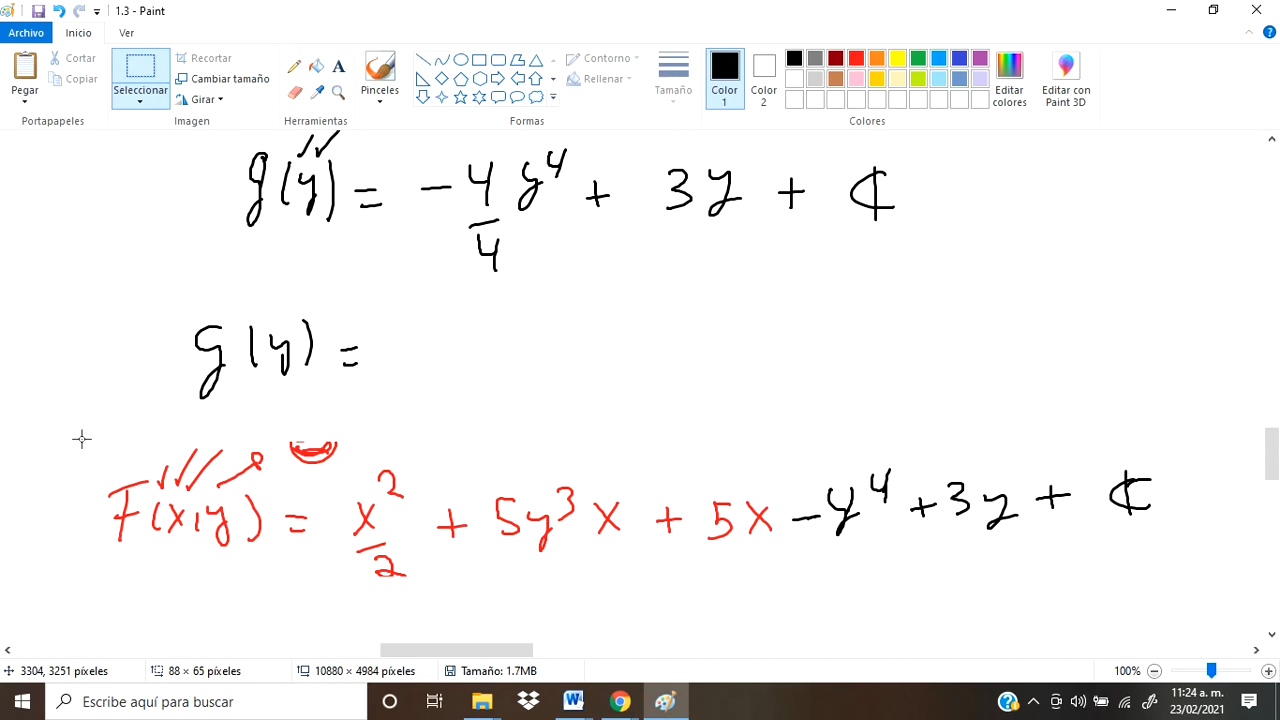 1.3 - Paint
Archivo Inicio Ver
Pegar
Cortar
Copiar
Portapapeles
Seleccionar
Recortar
Cambiar tamaño
Girar
Imagen
A
Herramientas
Pinceles
Contorno
Rellenar
Formas
Tamaño
Color 1
Color 2
Editar colores
Editar con Paint 3D
Colores
g(y) = -4/4 y⁴ + 3y + ₵
g(y) =
F(x,y) = x²/2 + 5y³x + 5x - y⁴ + 3y + ₵
3304, 3251 píxeles 88 × 65 píxeles 10880 × 4984 píxeles Tamaño: 1.7MB 100%
Escribe aquí para buscar
11:24 a. m.
23/02/2021